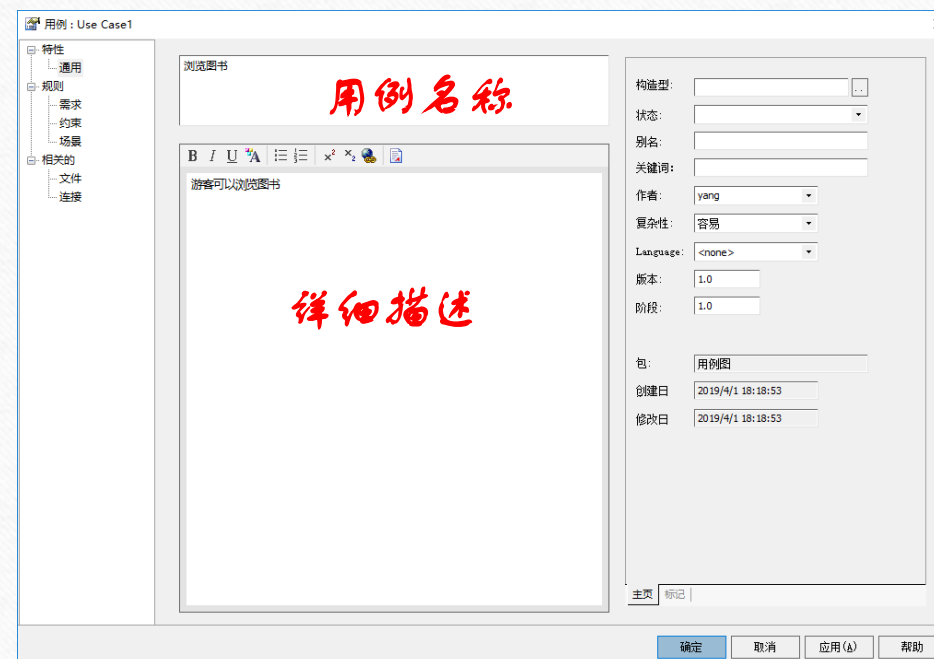 用例 : Use Case1
特性
通用
规则
需求
约束
场景
相关的
文件
连接
浏览图书
用例名称
B I U A x² ×₂
游客可以浏览图书
详细描述
构造型:
..
状态:
别名:
关键词:
作者: yang
复杂性: 容易
Language: <none>
版本: 1.0
阶段: 1.0
包: 用例图
创建日 2019/4/1 18:18:53
修改日 2019/4/1 18:18:53
主页 标记
确定 取消 应用(A) 帮助